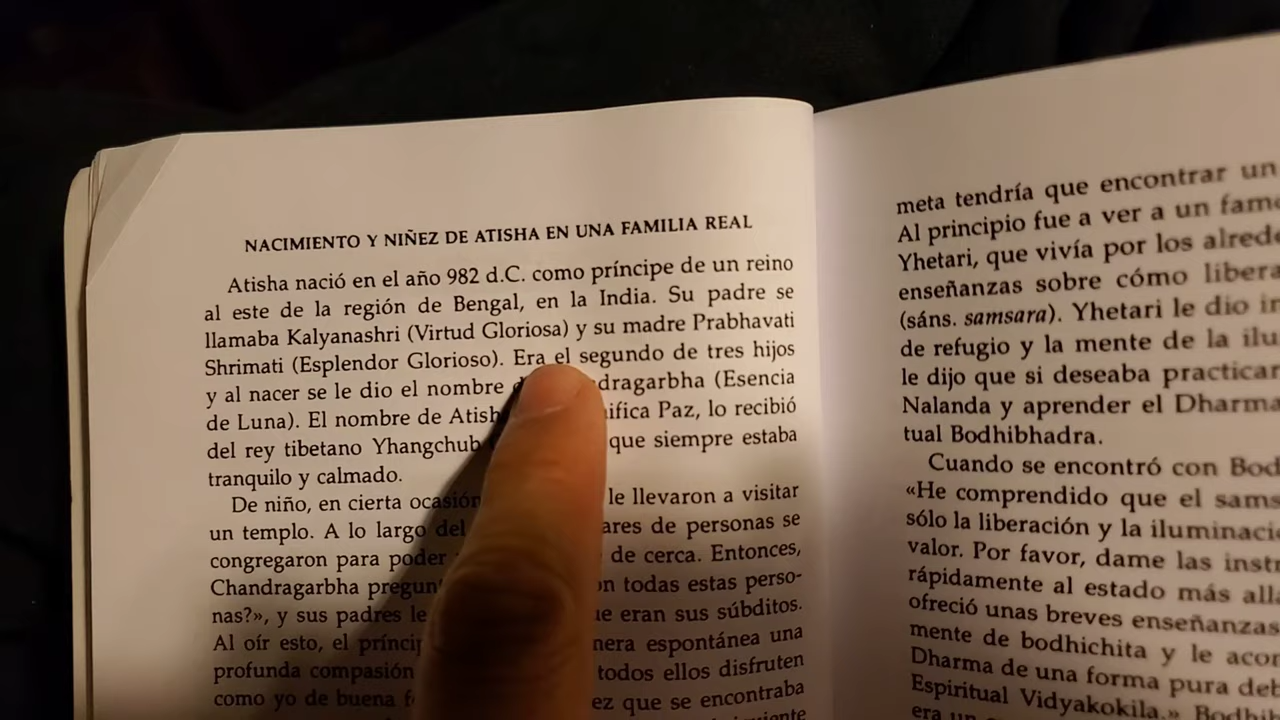 NACIMIENTO Y NIÑEZ DE ATISHA EN UNA FAMILIA REAL
Atisha nació en el año 982 d.C. como príncipe de un reino
al este de la región de Bengal, en la India. Su padre se
llamaba Kalyanashri (Virtud Gloriosa) y su madre Prabhavati
Shrimati (Esplendor Glorioso). Era el segundo de tres hijos
y al nacer se le dio el nombre dragarbha (Esencia
de Luna). El nombre de Atish nifica Paz, lo recibió
del rey tibetano Yhangchub que siempre estaba
tranquilo y calmado.
De niño, en cierta ocasión le llevaron a visitar
un templo. A lo largo del ares de personas se
congregaron para poder de cerca. Entonces,
Chandragarbha pregun on todas estas perso-
nas?», y sus padres le ue eran sus súbditos.
Al oír esto, el prínci nera espontánea una
profunda compasión todos ellos disfruten
como yo de buena f ez que se encontraba
meta tendría que encontrar un
Al principio fue a ver a un fam
Yhetari, que vivía por los alred
enseñanzas sobre cómo libera
(sáns. samsara). Yhetari le dio
de refugio y la mente de la ilu
le dijo que si deseaba practicar
Nalanda y aprender el Dharma
tual Bodhibhadra.
Cuando se encontró con Bod
«He comprendido que el sams
sólo la liberación y la iluminaci
valor. Por favor, dame las inst
rápidamente al estado más all
ofreció unas breves enseñanzas
mente de bodhichita y le
Dharma de una forma pura
Espiritual Vidyakokila.»
era